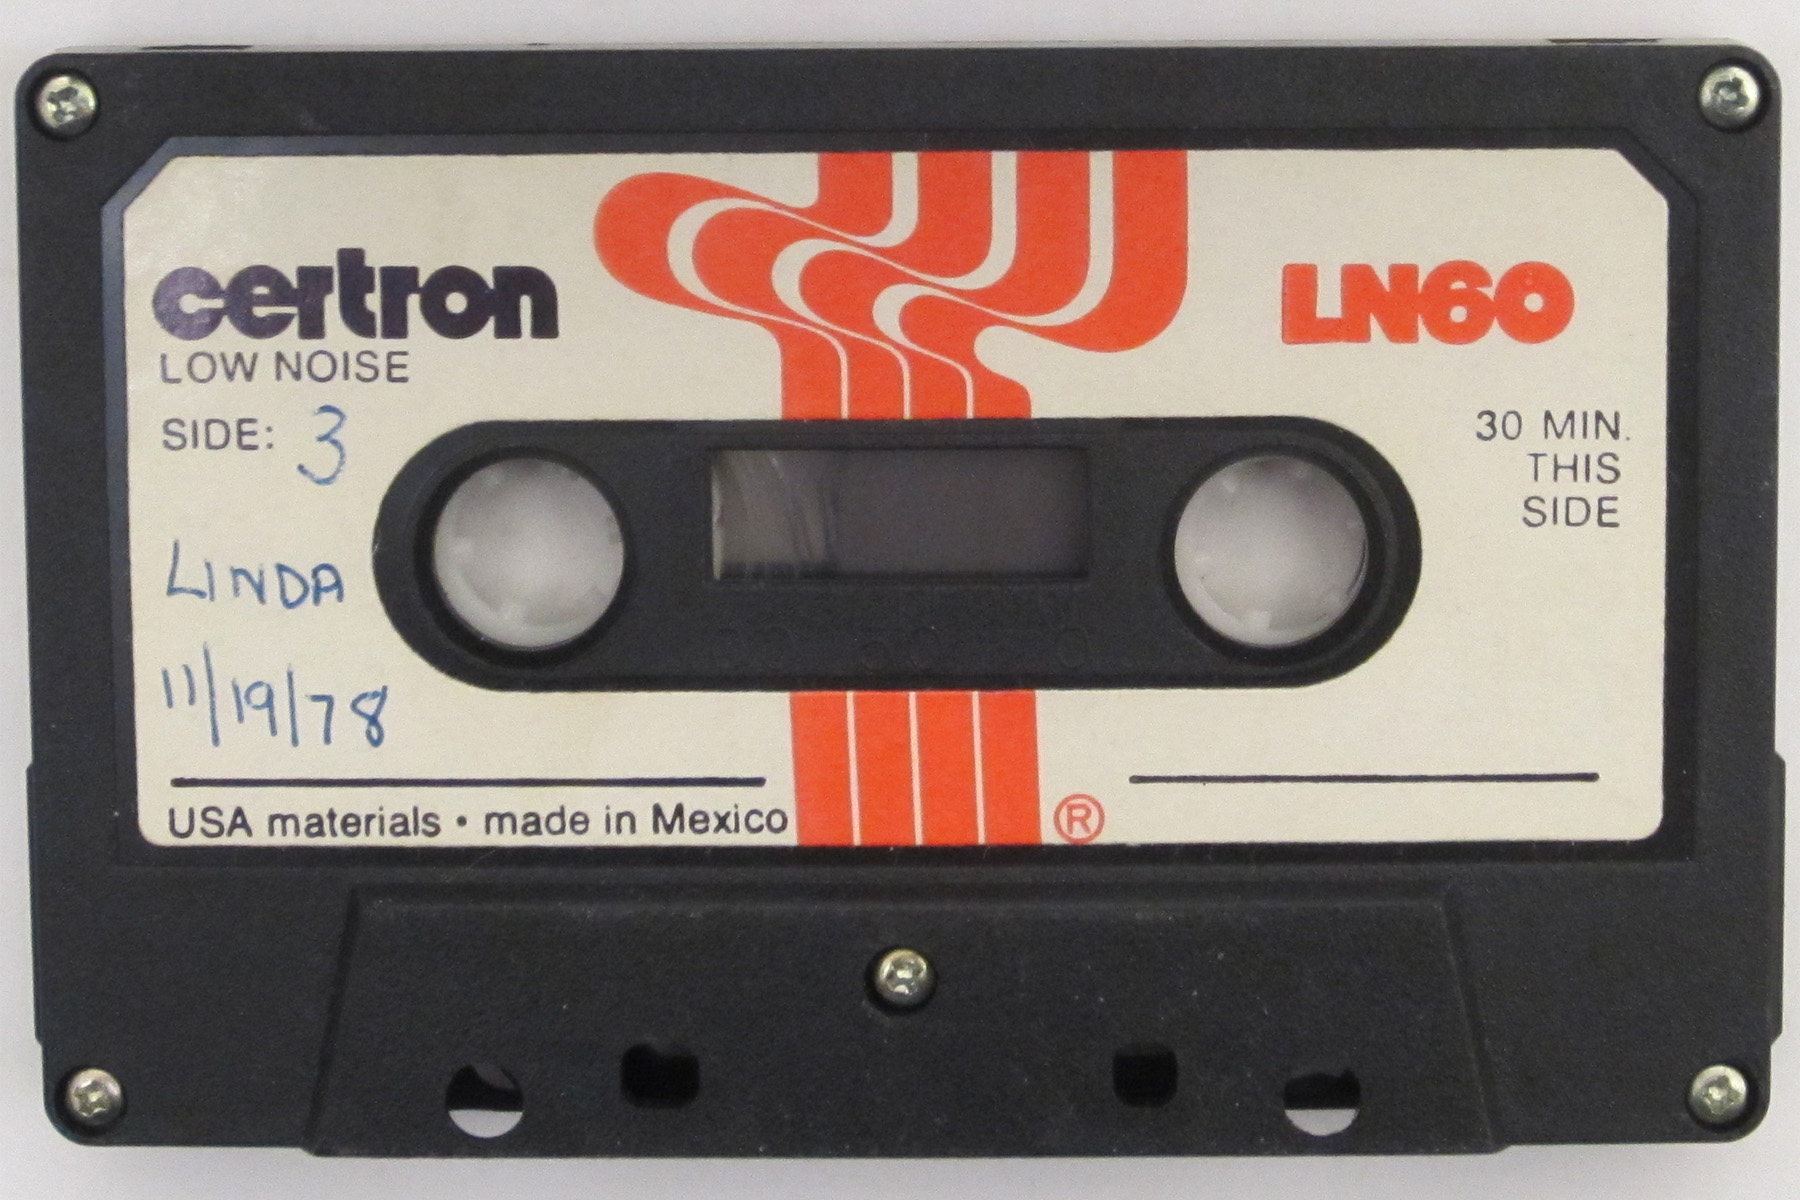 certron
LOW NOISE
SIDE: 3
LINDA
11/19/78
USA materials • made in Mexico
®
LN60
30 MIN.
THIS
SIDE